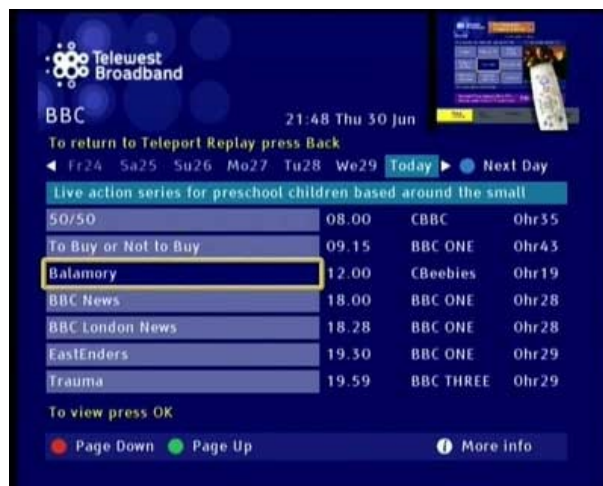 Telewest
Broadband
BBC 21:48 Thu 30 Jun
To return to Teleport Replay press Back
Fr24 Sa25 Su26 Mo27 Tu28 We29 Today Next Day
Live action series for preschool children based around the small
50/50 08.00 CBBC 0hr35
To Buy or Not to Buy 09.15 BBC ONE 0hr43
Balamory 12.00 CBeebies 0hr19
BBC News 18.00 BBC ONE 0hr28
BBC London News 18.28 BBC ONE 0hr28
EastEnders 19.30 BBC ONE 0hr29
Trauma 19.59 BBC THREE 0hr29
To view press OK
Page Down Page Up i More info